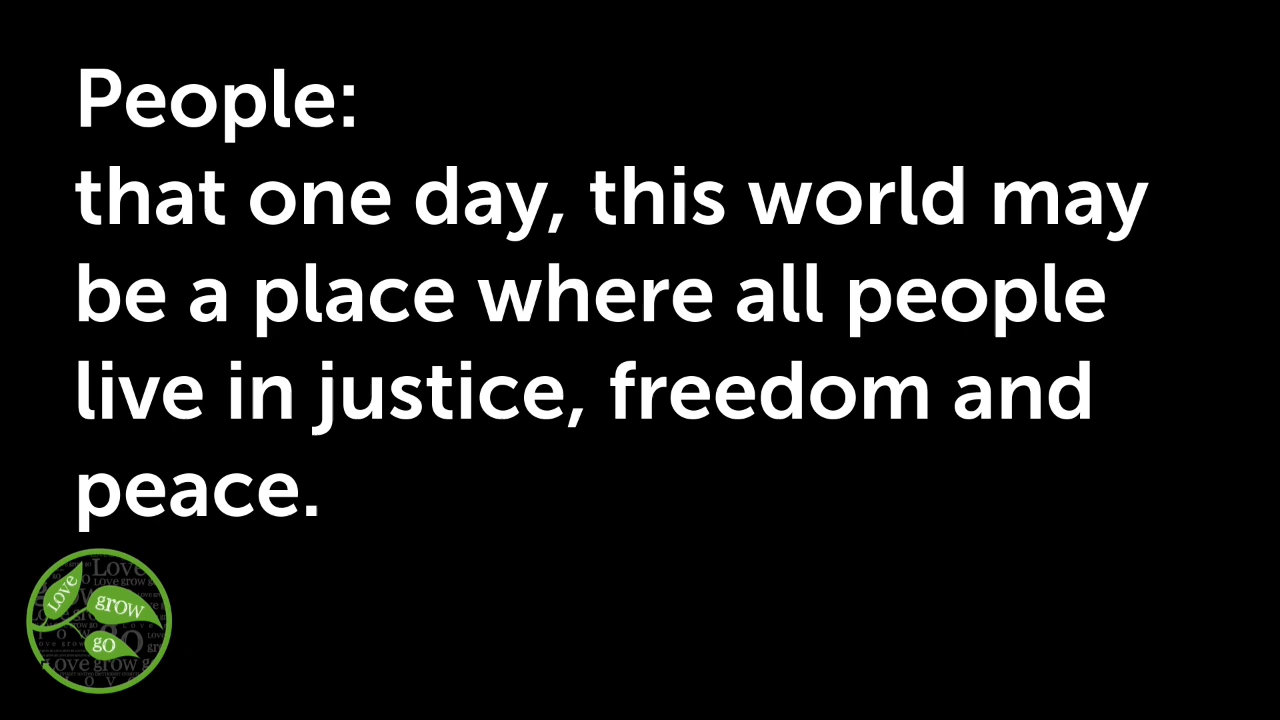 People:
that one day, this world may
be a place where all people
live in justice, freedom and
peace.
Love
grow
go